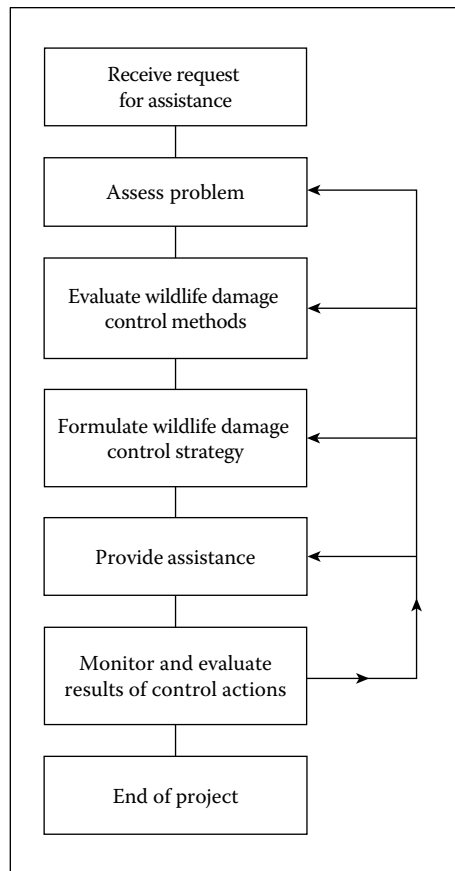 Receive request
for assistance
Assess problem
Evaluate wildlife damage
control methods
Formulate wildlife damage
control strategy
Provide assistance
Monitor and evaluate
results of control actions
End of project